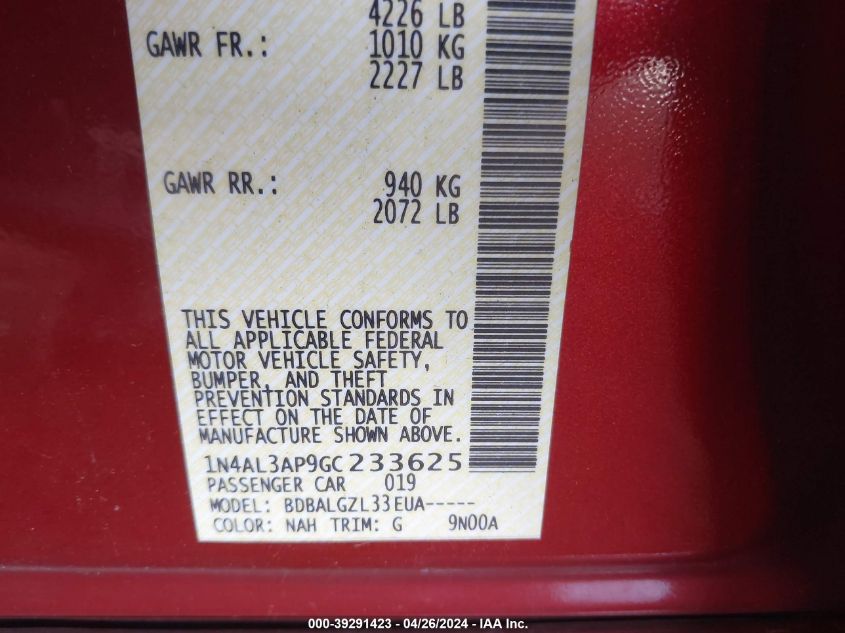 4226 LB
GAWR FR.: 1010 KG
2227 LB
GAWR RR.: 940 KG
2072 LB
THIS VEHICLE CONFORMS TO
ALL APPLICABLE FEDERAL
MOTOR VEHICLE SAFETY,
BUMPER, AND THEFT
PREVENTION STANDARDS IN
EFFECT ON THE DATE OF
MANUFACTURE SHOWN ABOVE.
1N4AL3AP9GC233625
PASSENGER CAR 019
MODEL: BDBALGZL33EUA-----
COLOR: NAH TRIM: G 9N00A
000-39291423 - 04/26/2024 - IAA Inc.